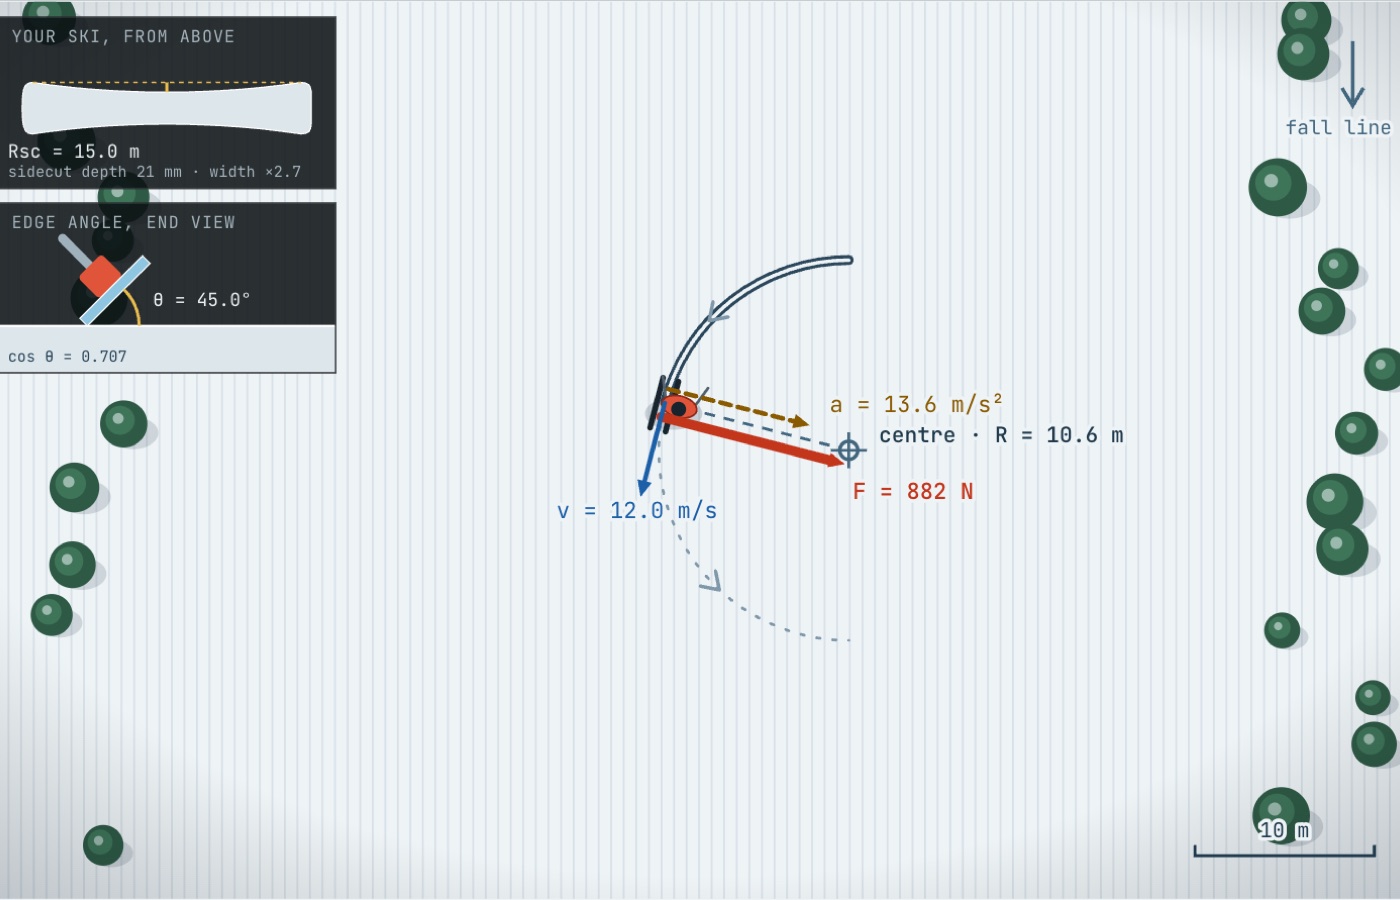 YOUR SKI, FROM ABOVE
Rsc = 15.0 m
sidecut depth 21 mm · width ×2.7
EDGE ANGLE, END VIEW
θ = 45.0°
cos θ = 0.707
fall line
a = 13.6 m/s²
centre · R = 10.6 m
F = 882 N
v = 12.0 m/s
10 m